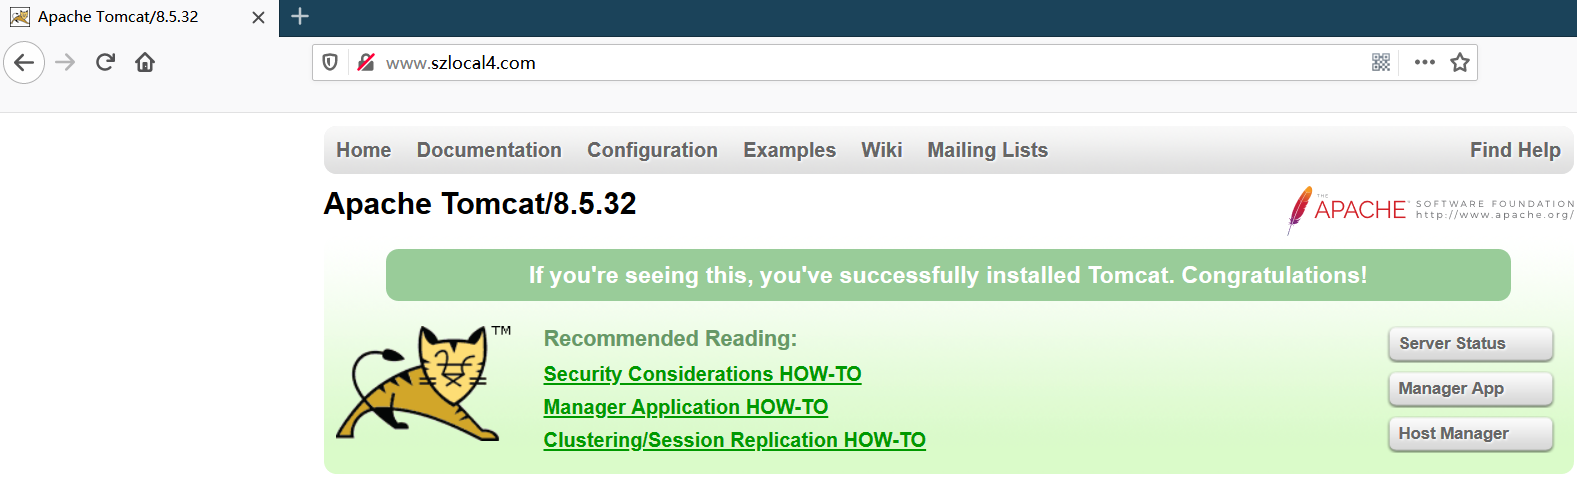 Apache Tomcat/8.5.32
www.szlocal4.com
Home Documentation Configuration Examples Wiki Mailing Lists Find Help
Apache Tomcat/8.5.32
THE APACHE™ SOFTWARE FOUNDATION
http://www.apache.org/
If you're seeing this, you've successfully installed Tomcat. Congratulations!
TM
Recommended Reading:
Security Considerations HOW-TO
Manager Application HOW-TO
Clustering/Session Replication HOW-TO
Server Status
Manager App
Host Manager